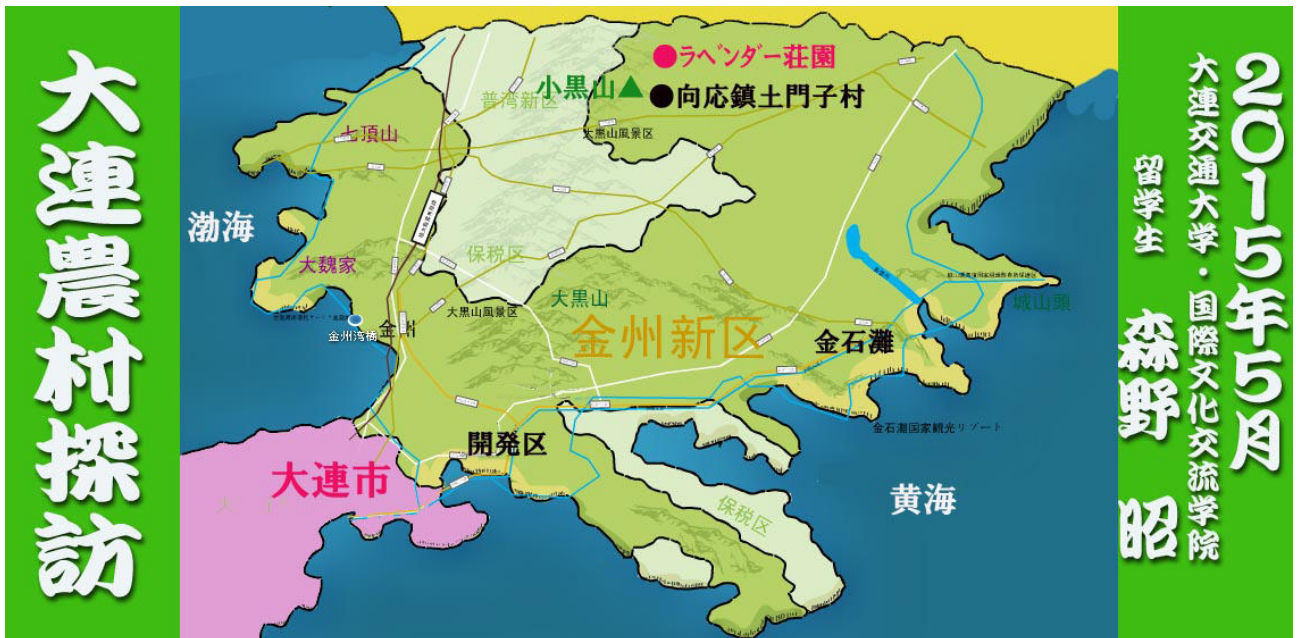 大連農村探訪
2015年5月
大連交通大学・国際文化交流学院
留学生　森野　昭
●ラベンダー荘園
小黒山▲
●向応鎮土門子村
普湾新区
大黒山風景区
七頂山
渤海
保税区
大魏家
大黒山
大黒山風景区
城山頭
金州
金州湾橋
金州新区
金石灘
金石灘国家観光リゾート
開発区
大連市
黄海
保税区